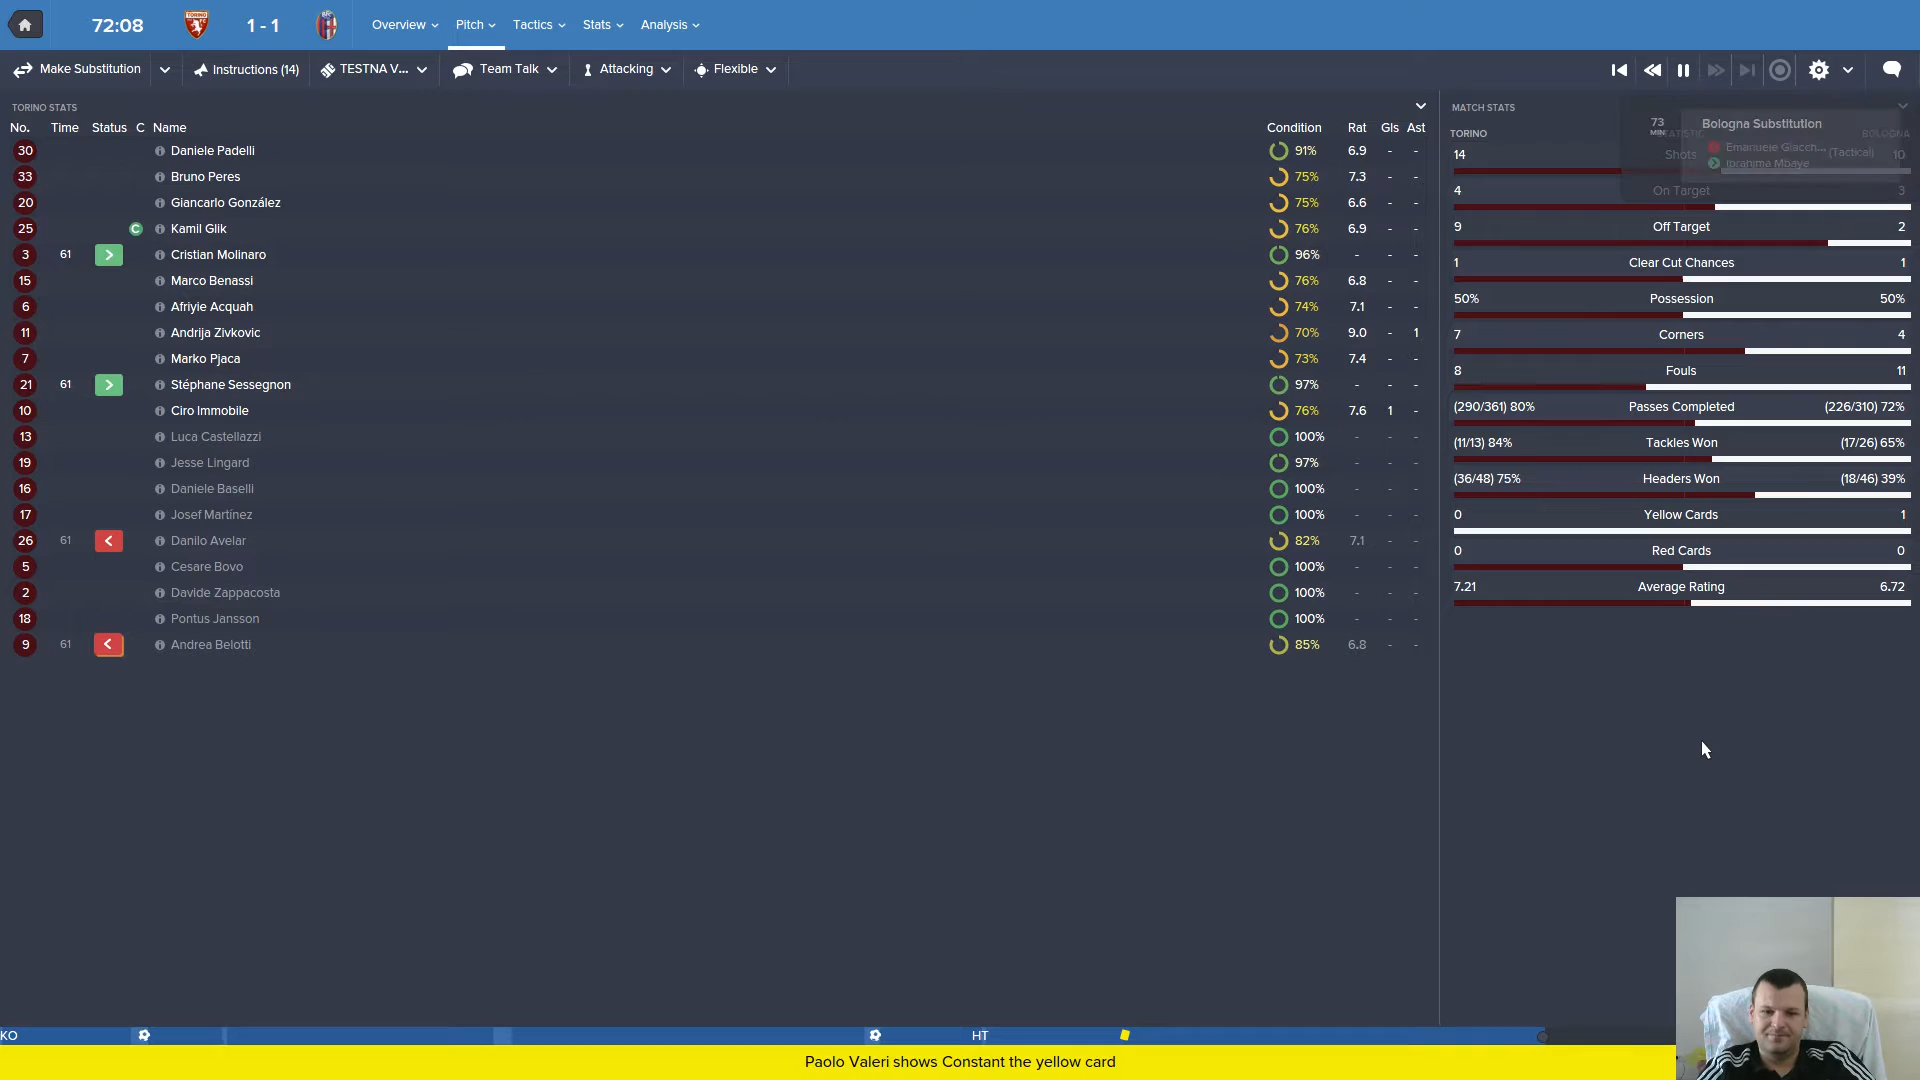 72:08 1 - 1 Overview Pitch Tactics Stats Analysis
Make Substitution Instructions (14) TESTNA V... Team Talk Attacking Flexible
TORINO STATS
No. Time Status C Name Condition Rat Gls Ast
30 Daniele Padelli 91% 6.9 - -
33 Bruno Peres 75% 7.3 - -
20 Giancarlo González 75% 6.6 - -
25 C Kamil Glik 76% 6.9 - -
3 61 Cristian Molinaro 96% - - -
15 Marco Benassi 76% 6.8 - -
6 Afriyie Acquah 74% 7.1 - -
11 Andrija Zivkovic 70% 9.0 - 1
7 Marko Pjaca 73% 7.4 - -
21 61 Stéphane Sessegnon 97% - - -
10 Ciro Immobile 76% 7.6 1 -
13 Luca Castellazzi 100% - - -
19 Jesse Lingard 97% - - -
16 Daniele Baselli 100% - - -
17 Josef Martínez 100% - - -
26 61 Danilo Avelar 82% 7.1 - -
5 Cesare Bovo 100% - - -
2 Davide Zappacosta 100% - - -
18 Pontus Jansson 100% - - -
9 61 Andrea Belotti 85% 6.8 - -
MATCH STATS
73 MIN Bologna Substitution
TORINO STATISTIC BOLOGNA
Emanuele Giacch... (Tactical)
Ibrahima Mbaye
14 Shots 10
4 On Target 3
9 Off Target 2
1 Clear Cut Chances 1
50% Possession 50%
7 Corners 4
8 Fouls 11
(290/361) 80% Passes Completed (226/310) 72%
(11/13) 84% Tackles Won (17/26) 65%
(36/48) 75% Headers Won (18/46) 39%
0 Yellow Cards 1
0 Red Cards 0
7.21 Average Rating 6.72
KO HT
Paolo Valeri shows Constant the yellow card